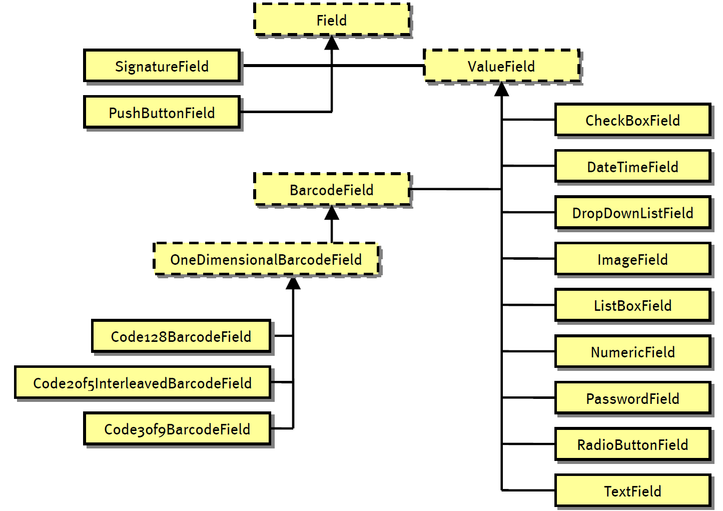 Field
SignatureField
ValueField
PushButtonField
CheckBoxField
DateTimeField
BarcodeField
DropDownListField
OneDimensionalBarcodeField
ImageField
ListBoxField
Code128BarcodeField
NumericField
Code2of5InterleavedBarcodeField
PasswordField
Code3of9BarcodeField
RadioButtonField
TextField